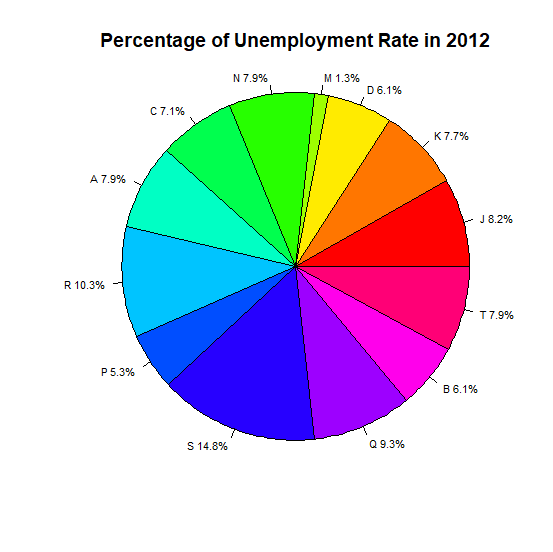 Percentage of Unemployment Rate in 2012
N 7.9%
M 1.3%
D 6.1%
C 7.1%
K 7.7%
A 7.9%
J 8.2%
R 10.3%
T 7.9%
P 5.3%
B 6.1%
S 14.8%
Q 9.3%